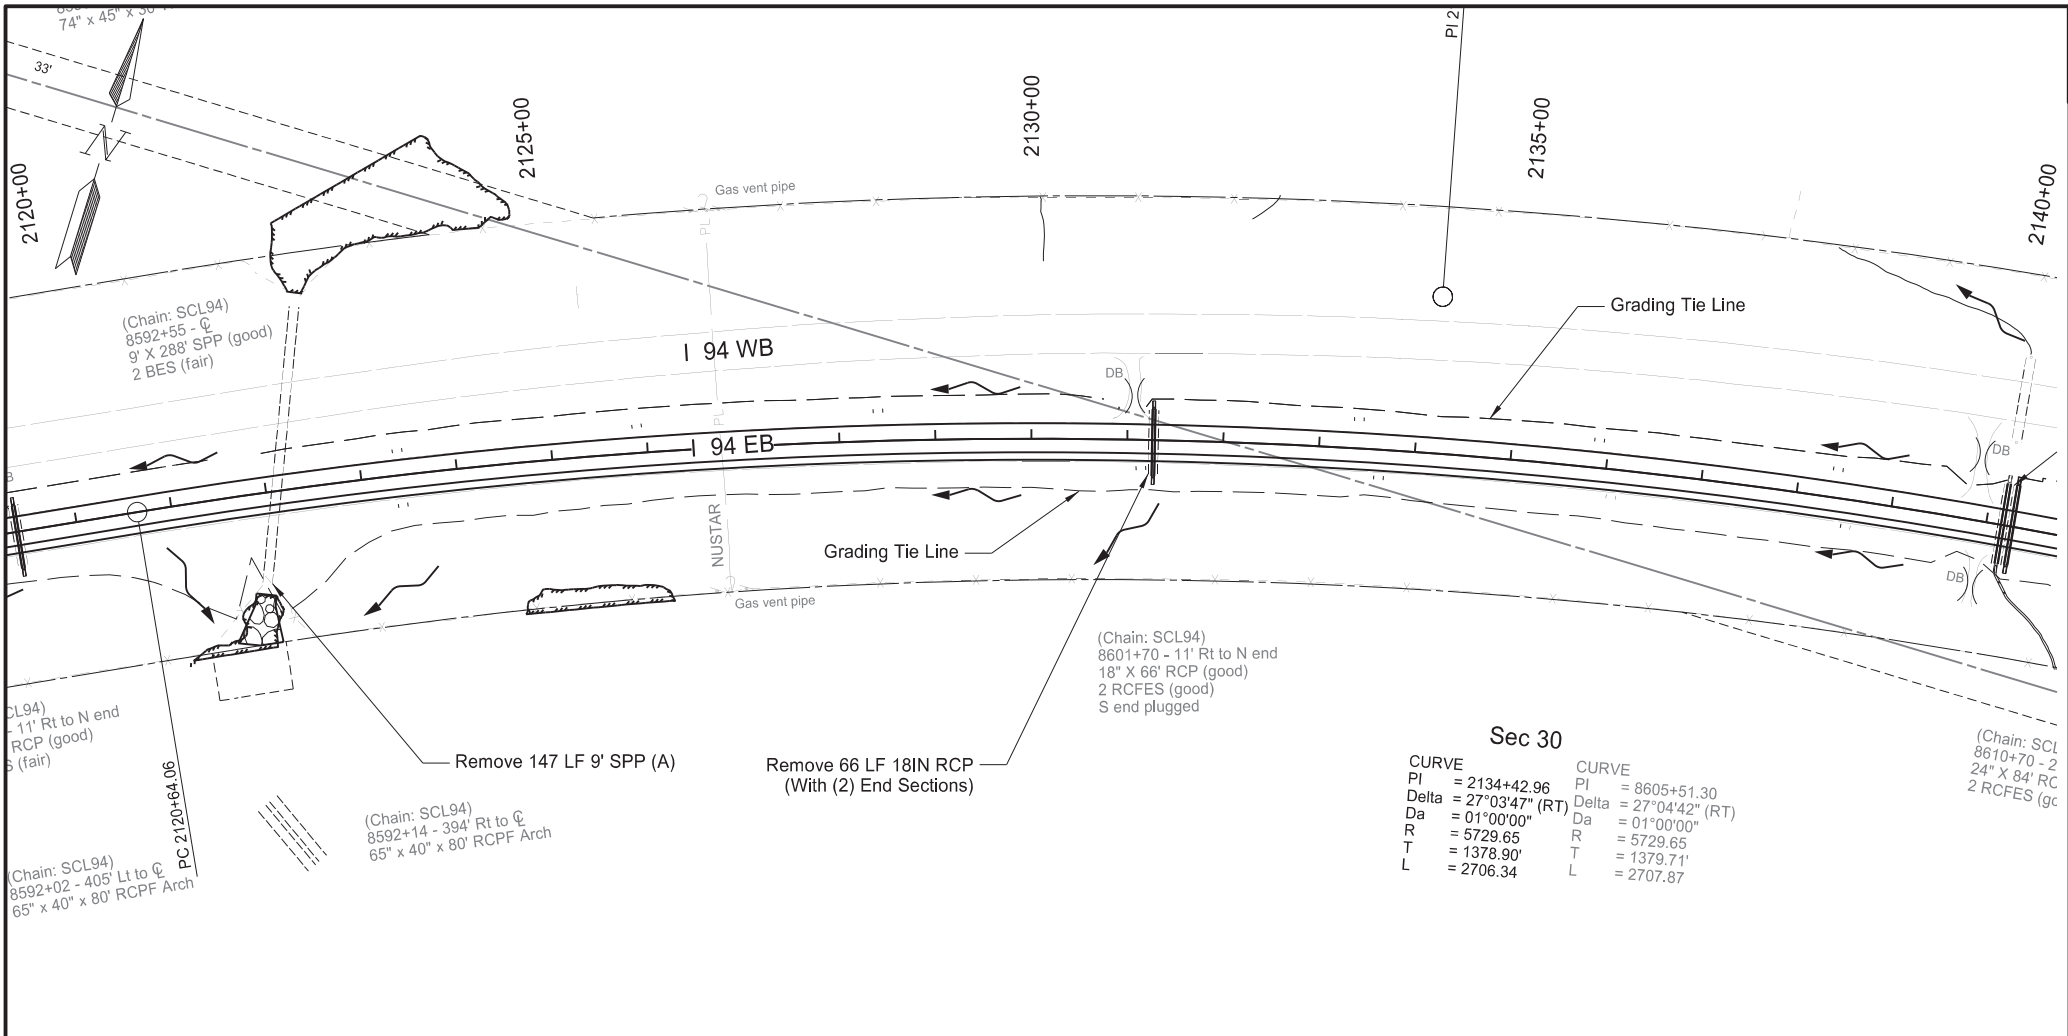 74" x 45" x 30'
33'
N
2120+00
2125+00
2130+00
PI 2
2135+00
2140+00
Gas vent pipe
PL
(Chain: SCL94)
8592+55 - ℄
9' X 288' SPP (good)
2 BES (fair)
I 94 WB
DB
Grading Tie Line
PL
I 94 EB
DB
B
NUSTAR
Grading Tie Line
DB
Gas vent pipe
(Chain: SCL94)
8601+70 - 11' Rt to N end
18" X 66' RCP (good)
2 RCFES (good)
S end plugged
CL94)
- 11' Rt to N end
RCP (good)
S (fair)
Remove 147 LF 9' SPP (A)
Remove 66 LF 18IN RCP
(With (2) End Sections)
PC 2120+64.06
(Chain: SCL94)
8592+14 - 394' Rt to ℄
65" x 40" x 80' RCPF Arch
(Chain: SCL94)
8592+02 - 405' Lt to ℄
65" x 40" x 80' RCPF Arch
Sec 30
CURVE
PI = 2134+42.96
Delta = 27°03'47" (RT)
Da = 01°00'00"
R = 5729.65
T = 1378.90'
L = 2706.34
CURVE
PI = 8605+51.30
Delta = 27°04'42" (RT)
Da = 01°00'00"
R = 5729.65
T = 1379.71'
L = 2707.87
(Chain: SCL
8610+70 - 2
24" X 84' RC
2 RCFES (go